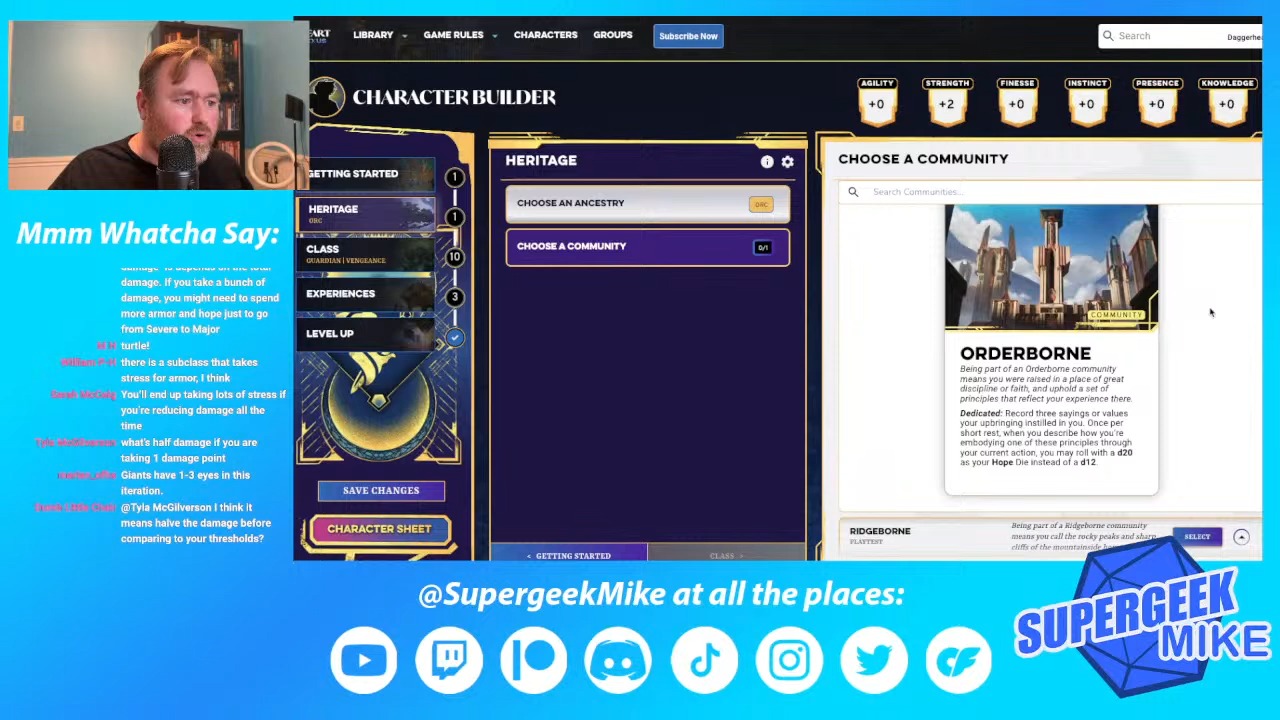 LIBRARY GAME RULES CHARACTERS GROUPS Subscribe Now Search
CHARACTER BUILDER
AGILITY STRENGTH FINESSE INSTINCT PRESENCE KNOWLEDGE
+0 +2 +0 +0 +0 +0
GETTING STARTED 1
HERITAGE 1
ORC
CLASS 10
GUARDIAN | VENGEANCE
EXPERIENCES 3
LEVEL UP
SAVE CHANGES
CHARACTER SHEET
HERITAGE
CHOOSE AN ANCESTRY ORC
CHOOSE A COMMUNITY 0/1
< GETTING STARTED CLASS >
CHOOSE A COMMUNITY
Search Communities...
COMMUNITY
ORDERBORNE
Being part of an Orderborne community
means you were raised in a place of great
discipline or faith, and uphold a set of
principles that reflect your experience there.
Dedicated: Record three sayings or values
your upbringing instilled in you. Once per
short rest, when you describe how you're
embodying one of these principles through
your current action, you may roll with a d20
as your Hope Die instead of a d12.
RIDGEBORNE
PLAYTEST
Being part of a Ridgeborne community
means you call the rocky peaks and sharp
cliffs of the mountainside
SELECT
Mmm Whatcha Say:
damage. If you take a bunch of
damage, you might need to spend
more armor and hope just to go
from Severe to Major
turtle!
there is a subclass that takes
stress for armor, I think
You'll end up taking lots of stress if
you're reducing damage all the
time
what's half damage if you are
taking 1 damage point
Giants have 1-3 eyes in this
iteration.
@Tyla McGilverson I think it
means halve the damage before
comparing to your thresholds?
@SupergeekMike at all the places:
SUPERGEEK
MIKE